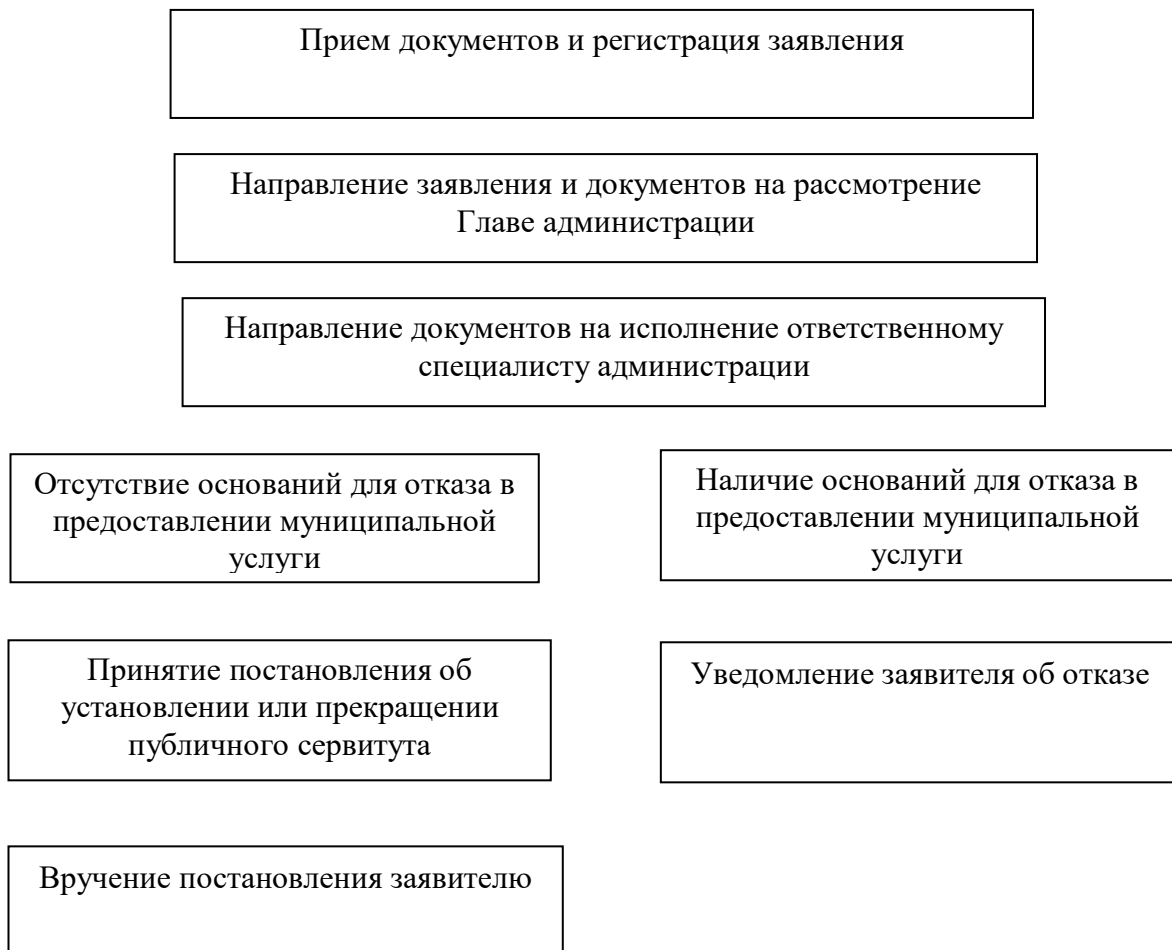 Прием документов и регистрация заявления
Направление заявления и документов на рассмотрение
Главе администрации
Направление документов на исполнение ответственному
специалисту администрации
Отсутствие оснований для отказа в
предоставлении муниципальной
услуги
Наличие оснований для отказа в
предоставлении муниципальной
услуги
Принятие постановления об
установлении или прекращении
публичного сервитута
Уведомление заявителя об отказе
Вручение постановления заявителю